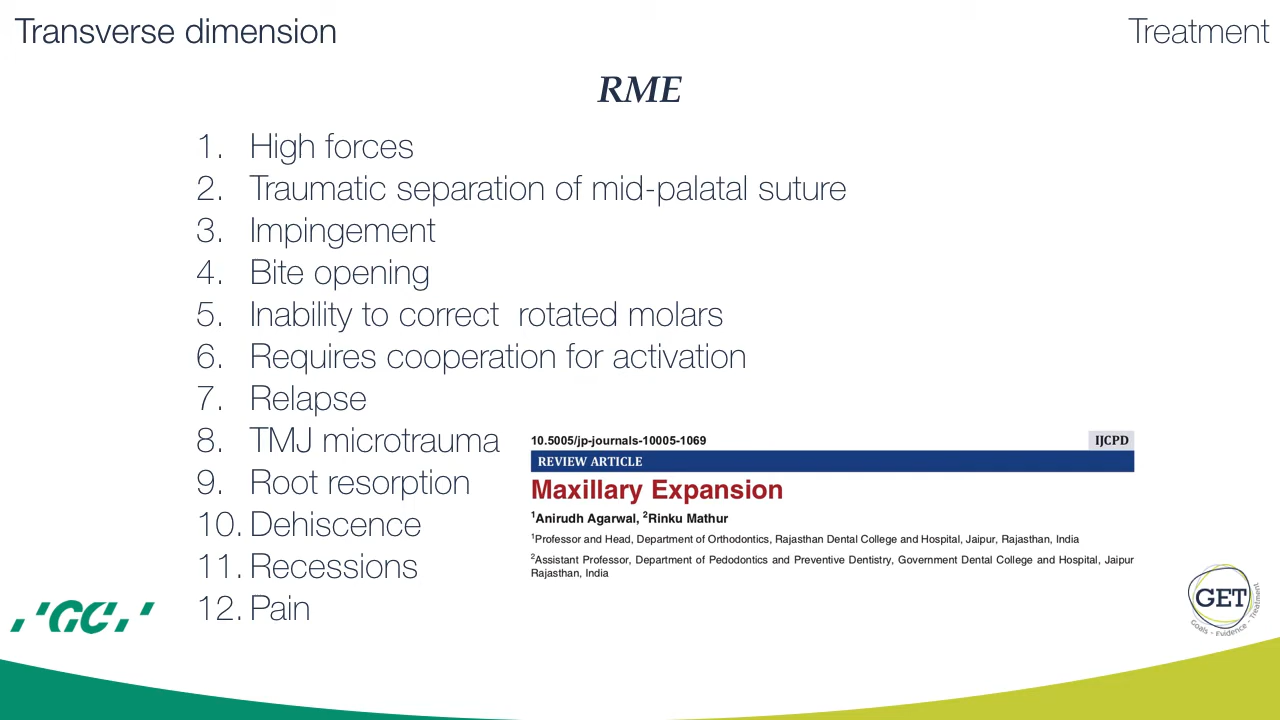 Transverse dimension
Treatment
RME
1. High forces
2. Traumatic separation of mid-palatal suture
3. Impingement
4. Bite opening
5. Inability to correct rotated molars
6. Requires cooperation for activation
7. Relapse
8. TMJ microtrauma
9. Root resorption
10. Dehiscence
11. Recessions
12. Pain
10.5005/jp-journals-10005-1069
IJCPD
REVIEW ARTICLE
Maxillary Expansion
1Anirudh Agarwal, 2Rinku Mathur
1Professor and Head, Department of Orthodontics, Rajasthan Dental College and Hospital, Jaipur, Rajasthan, India
2Assistant Professor, Department of Pedodontics and Preventive Dentistry, Government Dental College and Hospital, Jaipur
Rajasthan, India
GC
GET
Goals - Evidence - Treatment